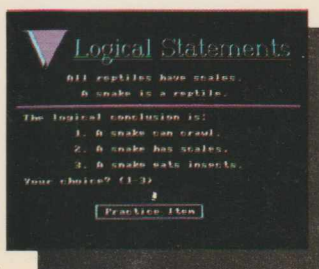 Logical Statements
All reptiles have scales.
A snake is a reptile.
The logical conclusion is:
1. A snake can crawl.
2. A snake has scales.
3. A snake eats insects.
Your choice? (1-3)
Practice Item